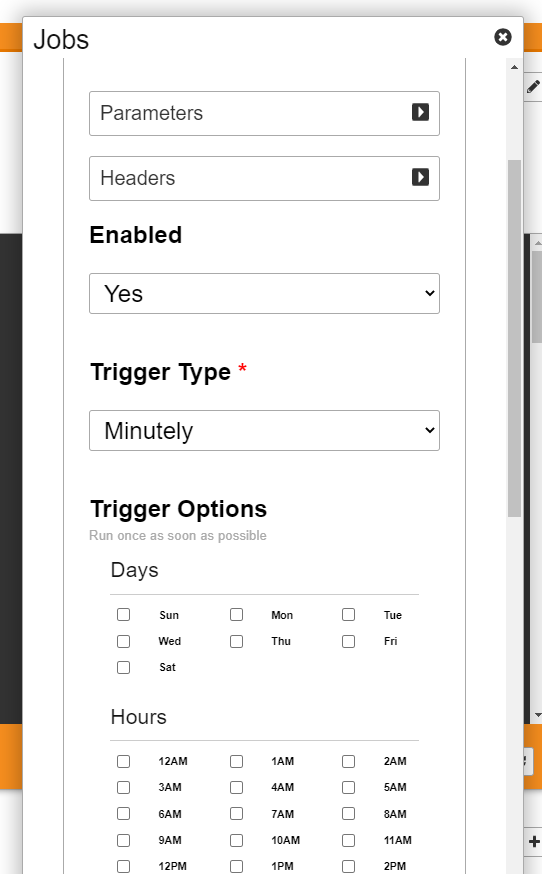 Jobs
Parameters
Headers
Enabled
Yes
Trigger Type *
Minutely
Trigger Options
Run once as soon as possible
Days
Sun Mon Tue
Wed Thu Fri
Sat
Hours
12AM 1AM 2AM
3AM 4AM 5AM
6AM 7AM 8AM
9AM 10AM 11AM
12PM 1PM 2PM